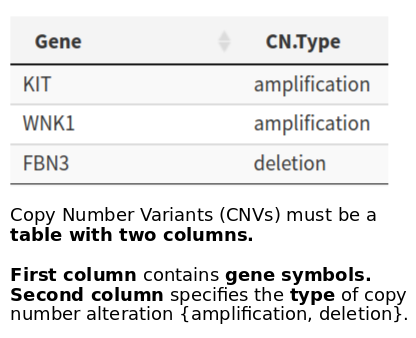 Gene CN.Type
KIT amplification
WNK1 amplification
FBN3 deletion
Copy Number Variants (CNVs) must be a
table with two columns.
First column contains gene symbols.
Second column specifies the type of copy
number alteration {amplification, deletion}.